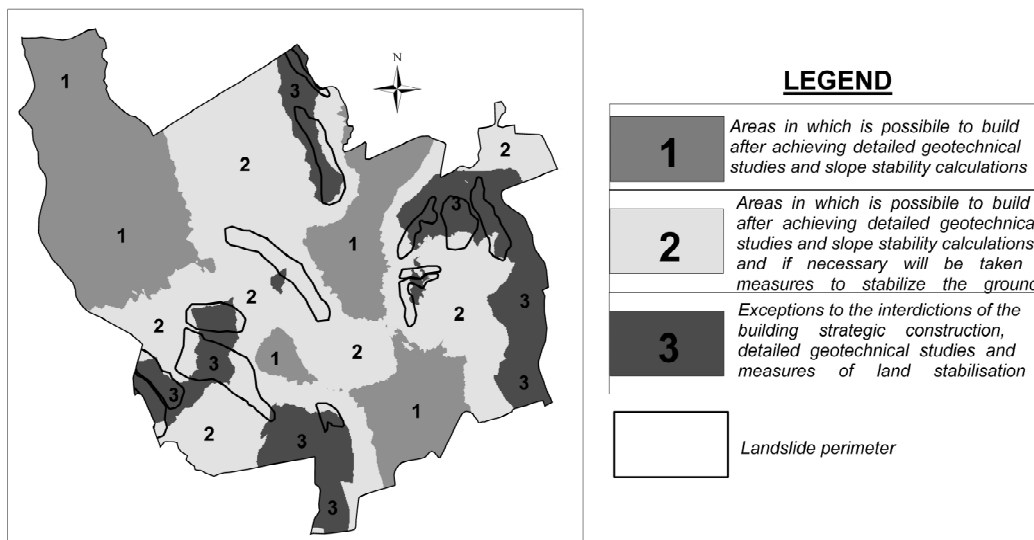 N
1
3
2
2
3
1
1
2
3
2
2
3
2
1
3
3
1
3
2
3
3
LEGEND
1
Areas in which is possibile to build
after achieving detailed geotechnical
studies and slope stability calculations
2
Areas in which is possibile to build
after achieving detailed geotechnica
studies and slope stability calculations
and if necessary will be taken
measures to stabilize the ground
3
Exceptions to the interdictions of the
building strategic construction,
detailed geotechnical studies and
measures of land stabilisation
Landslide perimeter